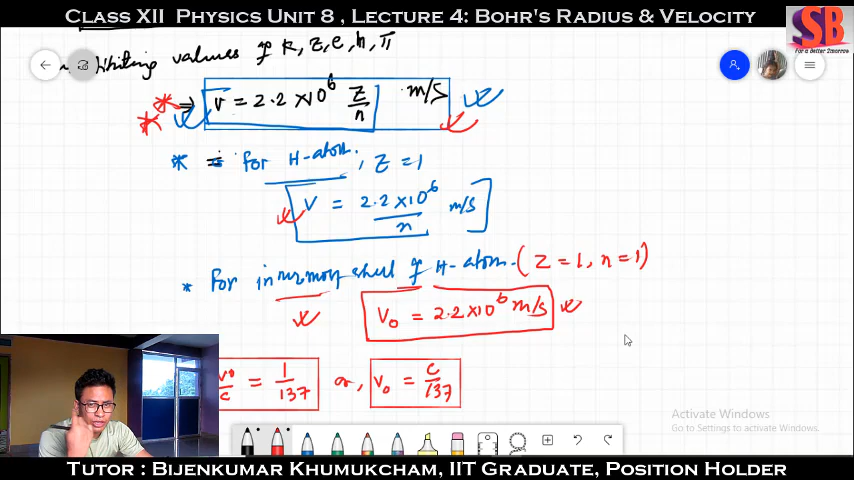 CLASS XII Physics Unit 8 , Lecture 4: Bohr's Radius & Velocity
SB
For a better 2morrow
values of k, z, e, h, π
⇒ V = 2.2 ×10⁶ Z/n m/s
* = for H-atom, Z = 1
V = 2.2 ×10⁶/n m/s
* For innermost shell of H-atom. (Z = 1, n = 1)
V₀ = 2.2×10⁶ m/s
v₀/c = 1/137 or, V₀ = c/137
Activate Windows
Go to Settings to activate Windows.
Tutor : Bijenkumar Khumukcham, IIT Graduate, Position Holder